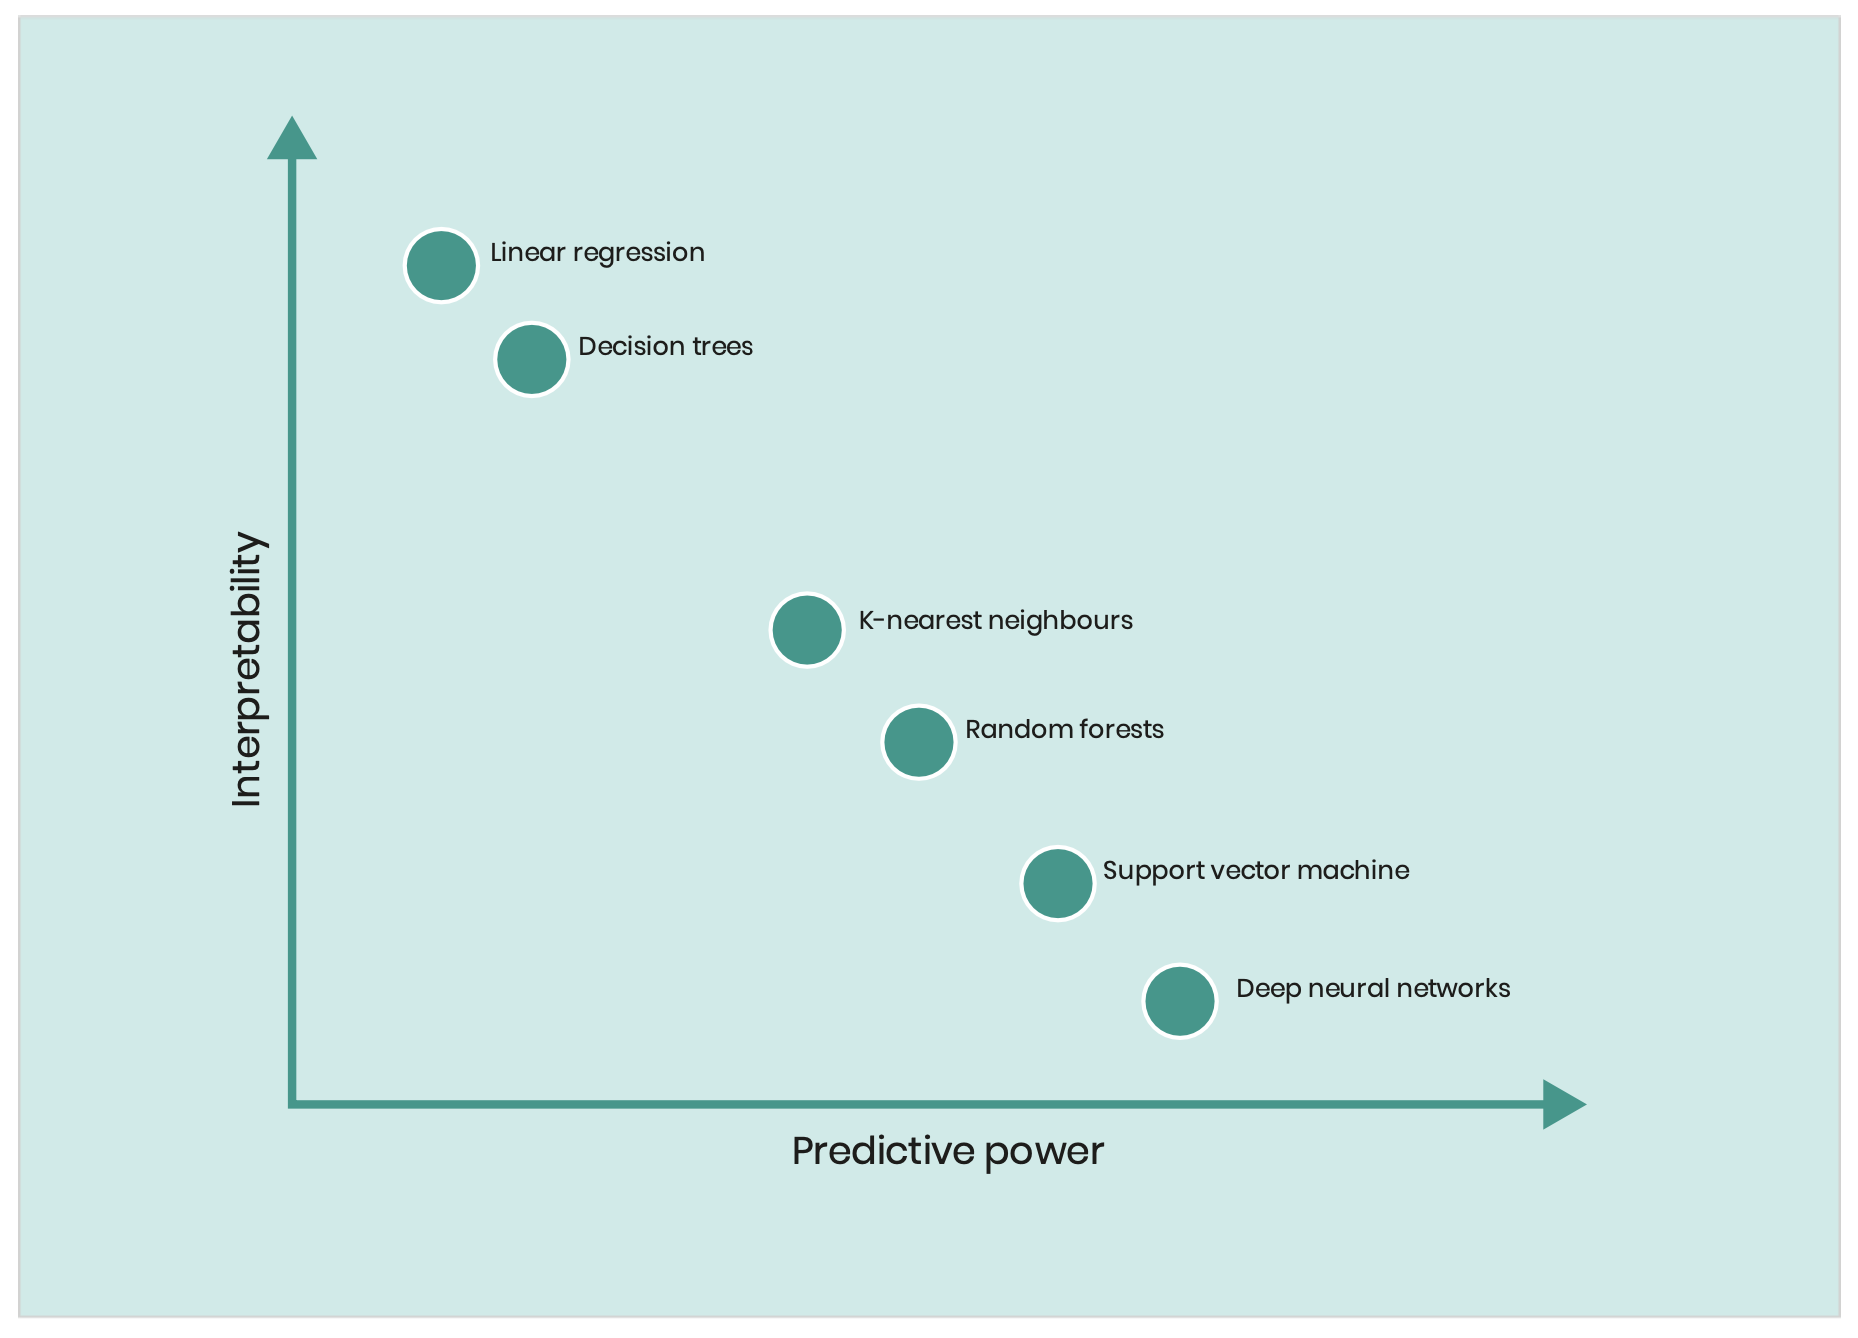 Linear regression
Decision trees
K-nearest neighbours
Random forests
Support vector machine
Deep neural networks
Interpretability
Predictive power